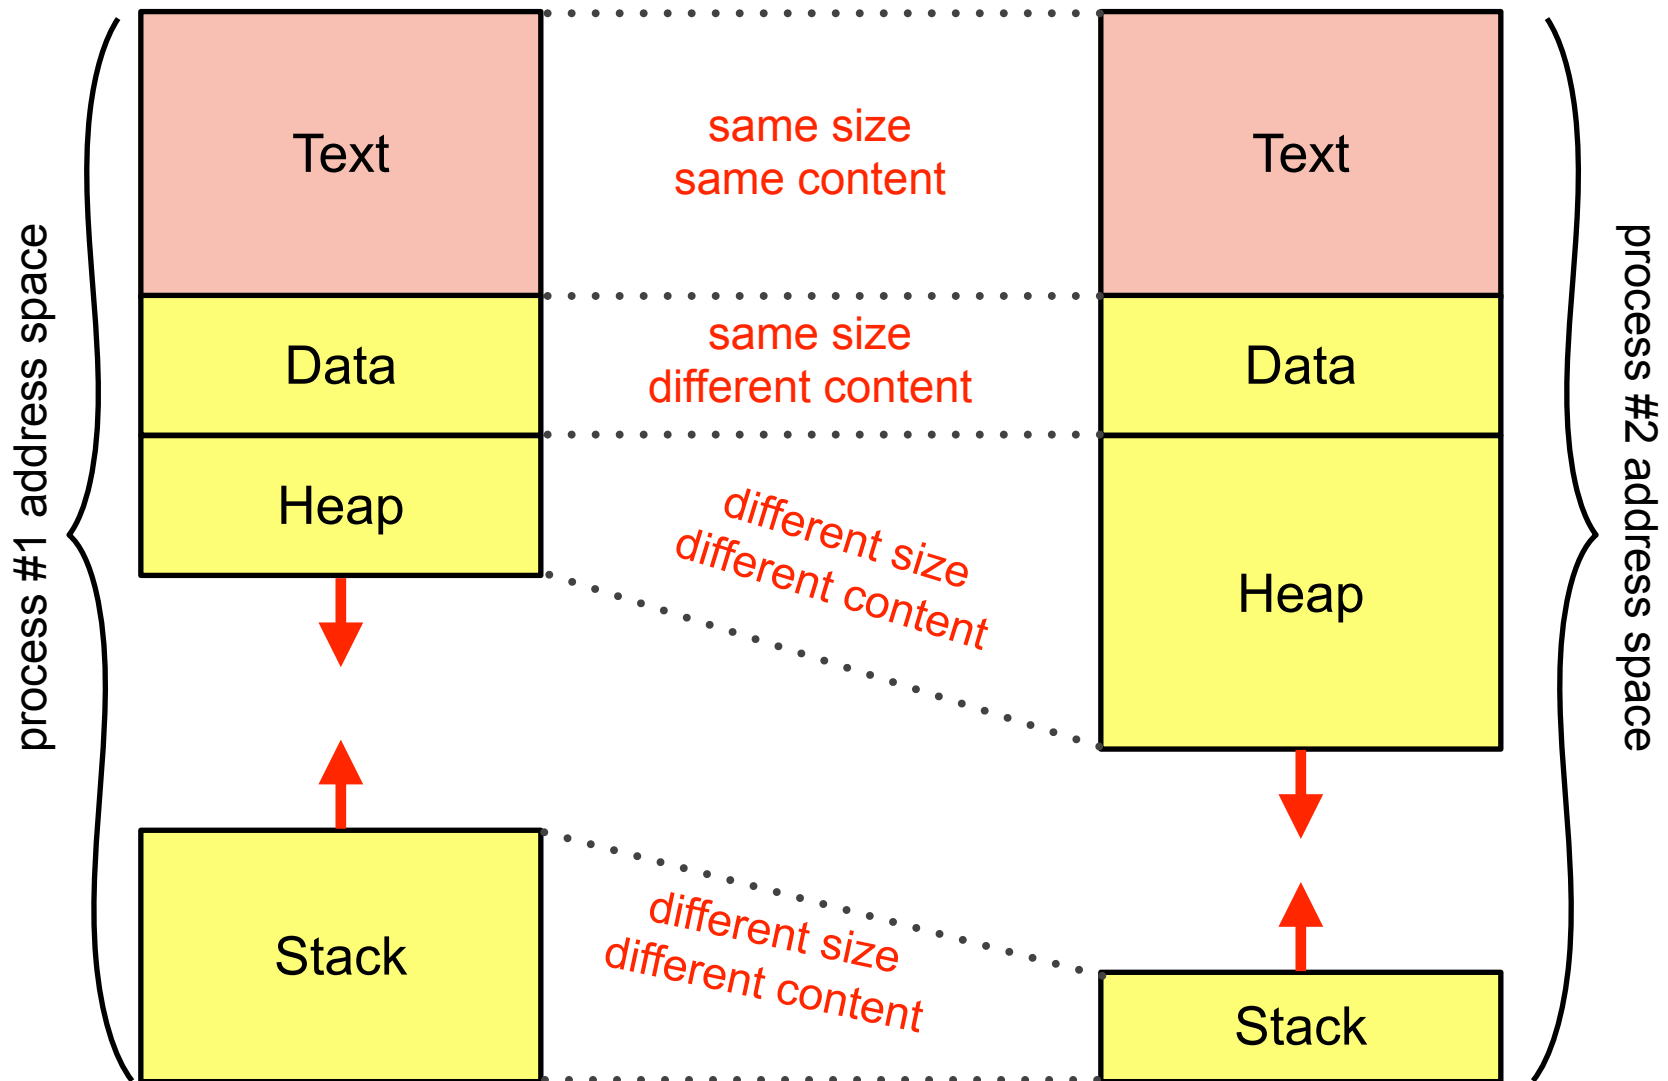 process #1 address space
Text
Data
Heap
Stack
same size
same content
same size
different content
different size
different content
different size
different content
Text
Data
Heap
Stack
process #2 address space